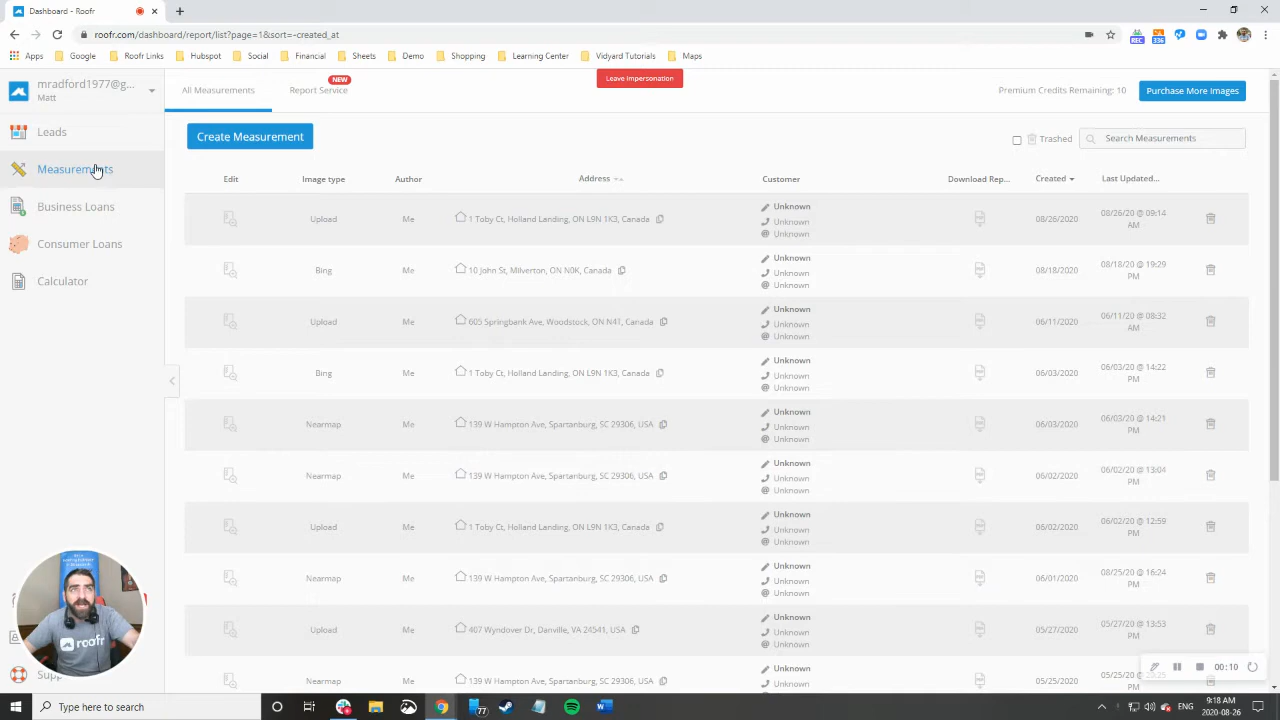 Dashboard - Roofr
roofr.com/dashboard/report/list?page=1&sort=-created_at
REC
336
Apps
Google
Roofr Links
Hubspot
Social
Financial
Sheets
Demo
Shopping
Learning Center
Vidyard Tutorials
Maps
mradford1977@g...
Matt
Leads
Measurements
Business Loans
Consumer Loans
Calculator
All Measurements
Report Service
NEW
Leave Impersonation
Premium Credits Remaining: 10
Purchase More Images
Create Measurement
Trashed
Search Measurements
Edit
Image type
Author
Address
Customer
Download Rep...
Created
Last Updated...
Upload
Me
1 Toby Ct, Holland Landing, ON L9N 1K3, Canada
Unknown
Unknown
Unknown
08/26/2020
08/26/20 @ 09:14
AM
Bing
Me
10 John St, Milverton, ON N0K, Canada
Unknown
Unknown
Unknown
08/18/2020
08/18/20 @ 19:29
PM
Upload
Me
605 Springbank Ave, Woodstock, ON N4T, Canada
Unknown
Unknown
Unknown
06/11/2020
06/11/20 @ 08:32
AM
Bing
Me
1 Toby Ct, Holland Landing, ON L9N 1K3, Canada
Unknown
Unknown
Unknown
06/03/2020
06/03/20 @ 14:22
PM
Nearmap
Me
139 W Hampton Ave, Spartanburg, SC 29306, USA
Unknown
Unknown
Unknown
06/03/2020
06/03/20 @ 14:21
PM
Nearmap
Me
139 W Hampton Ave, Spartanburg, SC 29306, USA
Unknown
Unknown
Unknown
06/02/2020
06/02/20 @ 13:04
PM
Upload
Me
1 Toby Ct, Holland Landing, ON L9N 1K3, Canada
Unknown
Unknown
Unknown
06/02/2020
06/02/20 @ 12:59
PM
Nearmap
Me
139 W Hampton Ave, Spartanburg, SC 29306, USA
Unknown
Unknown
Unknown
06/01/2020
08/25/20 @ 16:24
PM
Upload
Me
407 Wyndover Dr, Danville, VA 24541, USA
Unknown
Unknown
Unknown
05/27/2020
05/27/20 @ 13:53
PM
Nearmap
Me
139 W Hampton Ave, Spartanburg, SC 29306, USA
Unknown
Unknown
05/25/2020
PM
roofr
Supp
00:10
Type here to search
77
ENG
9:18 AM
2020-08-26